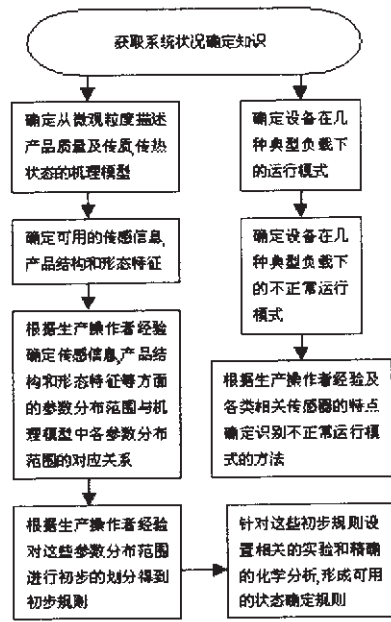 获取系统状况确定知识
确定从微观粒度描述
产品质量及传质,传热
状态的机理模型
确定可用的传感信息,
产品结构和形态特征
根据生产操作者经验
确定传感信息,产品结
构和形态特征等方面
的参数分布范围与机
理模型中各参数分布
范围的对应关系
根据生产操作者经验
对这些参数分布范围
进行初步的划分得到
初步规则
确定设备在几
种典型负载下
的运行模式
确定设备在几
种典型负载下
的不正常运行
模式
根据生产操作者经验及
各类相关传感器的特点
确定识别不正常运行模
式的方法
针对这些初步规则设
置相关的实验和精确
的化学分析,形成可用
的状态确定规则